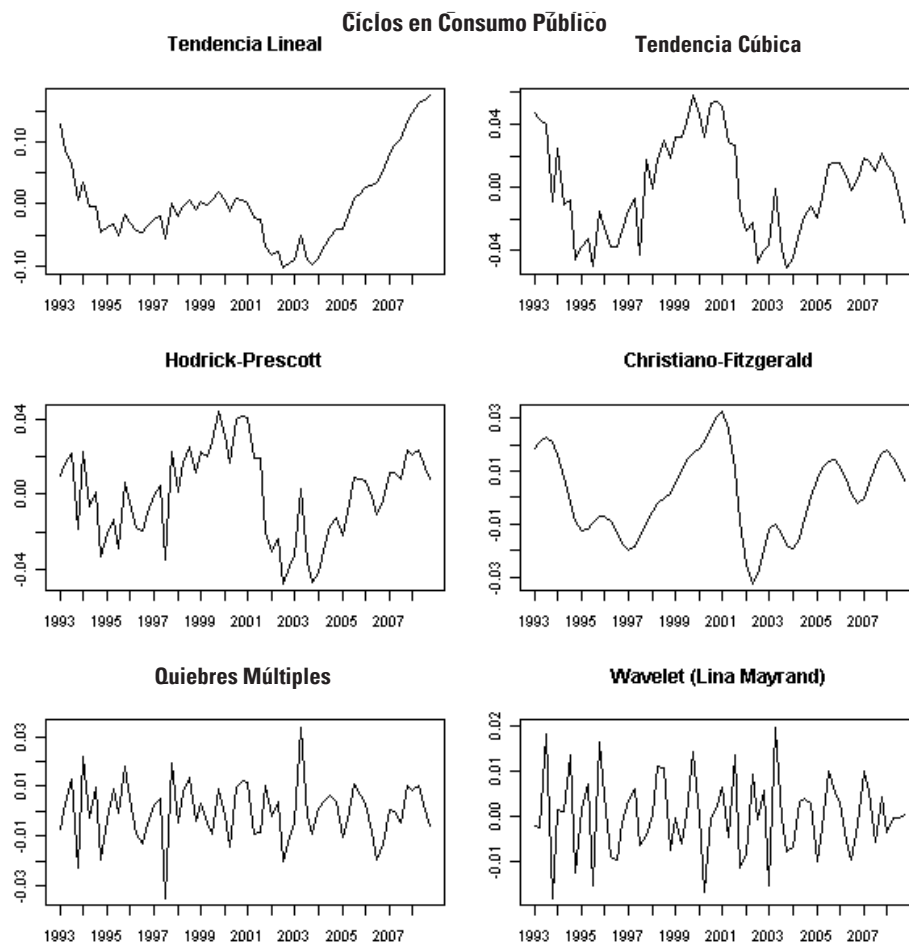 Ciclos en Consumo Público
Tendencia Lineal
Tendencia Cúbica
0.10
0.00
-0.10
1993 1995 1997 1999 2001 2003 2005 2007
0.04
0.00
-0.04
1993 1995 1997 1999 2001 2003 2005 2007
Hodrick-Prescott
Christiano-Fitzgerald
0.04
0.00
-0.04
1993 1995 1997 1999 2001 2003 2005 2007
0.03
0.01
-0.01
-0.03
1993 1995 1997 1999 2001 2003 2005 2007
Quiebres Múltiples
Wavelet (Lina Mayrand)
0.03
0.01
-0.01
-0.03
1993 1995 1997 1999 2001 2003 2005 2007
0.02
0.01
0.00
-0.01
1993 1995 1997 1999 2001 2003 2005 2007